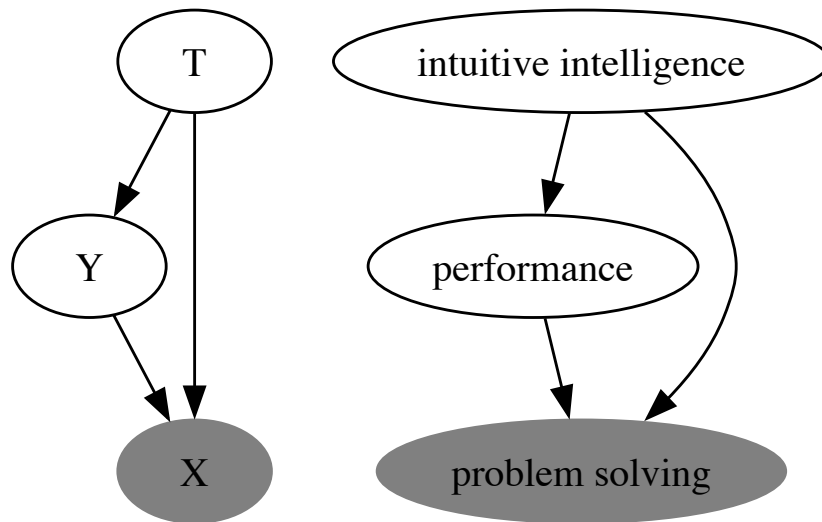 T
intuitive intelligence
Y
performance
X
problem solving